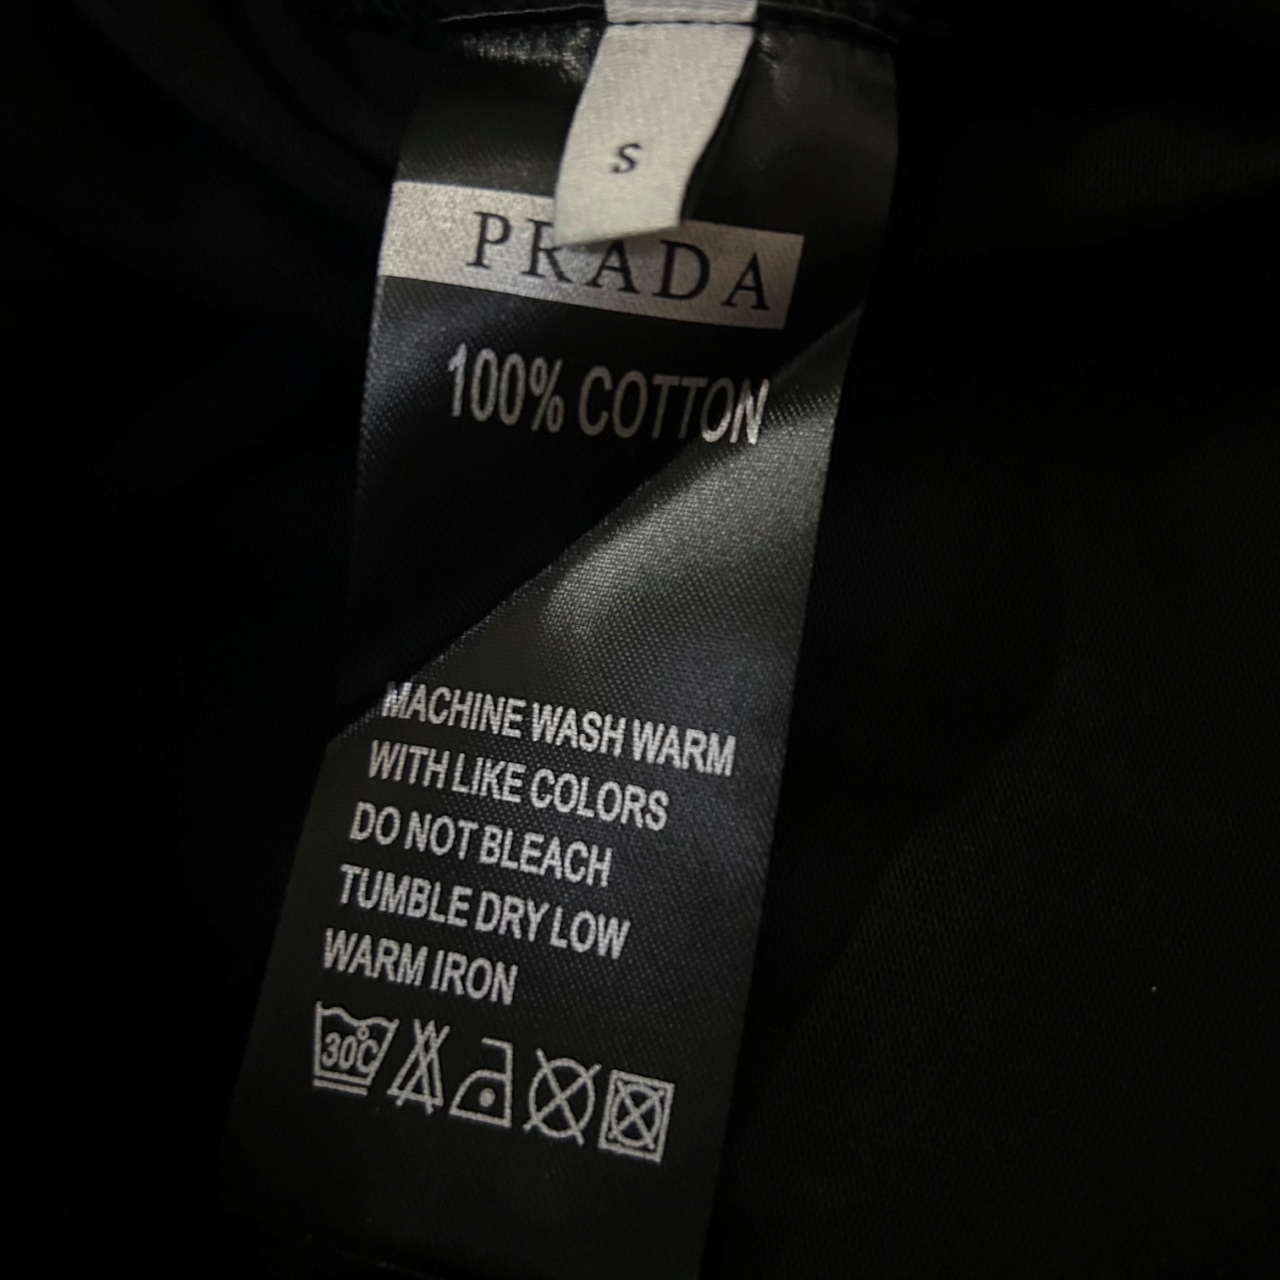 S
PRADA
100% COTTON
MACHINE WASH WARM
WITH LIKE COLORS
DO NOT BLEACH
TUMBLE DRY LOW
WARM IRON
30°C